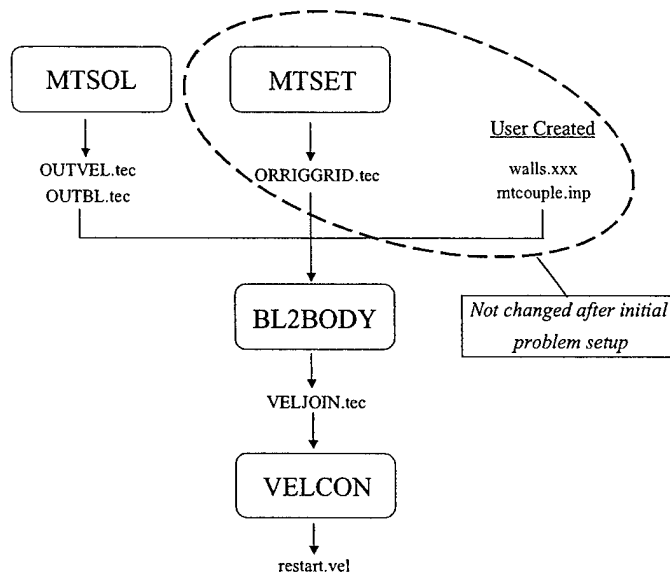 MTSOL
MTSET
User Created
OUTVEL.tec
OUTBL.tec
ORRIGGRID.tec
walls.xxx
mtcouple.inp
BL2BODY
Not changed after initial
problem setup
VELJOIN.tec
VELCON
restart.vel